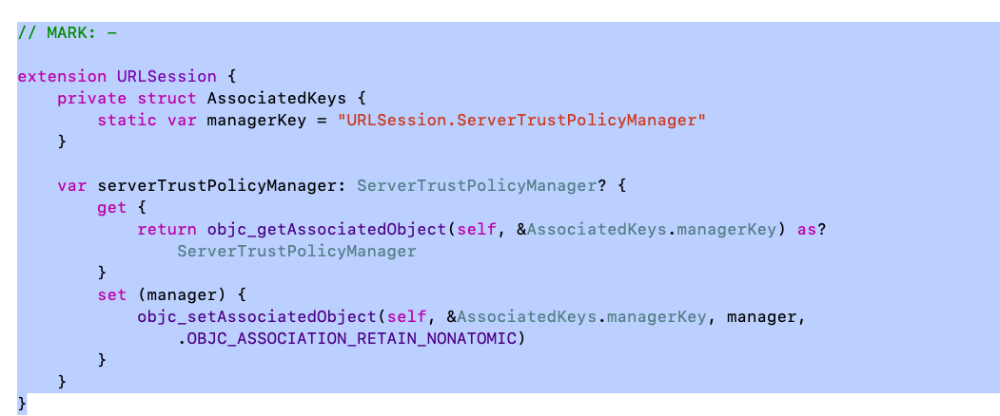 // MARK: -
extension URLSession {
    private struct AssociatedKeys {
        static var managerKey = "URLSession.ServerTrustPolicyManager"
    }
    var serverTrustPolicyManager: ServerTrustPolicyManager? {
        get {
            return objc_getAssociatedObject(self, &AssociatedKeys.managerKey) as?
                ServerTrustPolicyManager
        }
        set (manager) {
            objc_setAssociatedObject(self, &AssociatedKeys.managerKey, manager,
                .OBJC_ASSOCIATION_RETAIN_NONATOMIC)
        }
    }
}